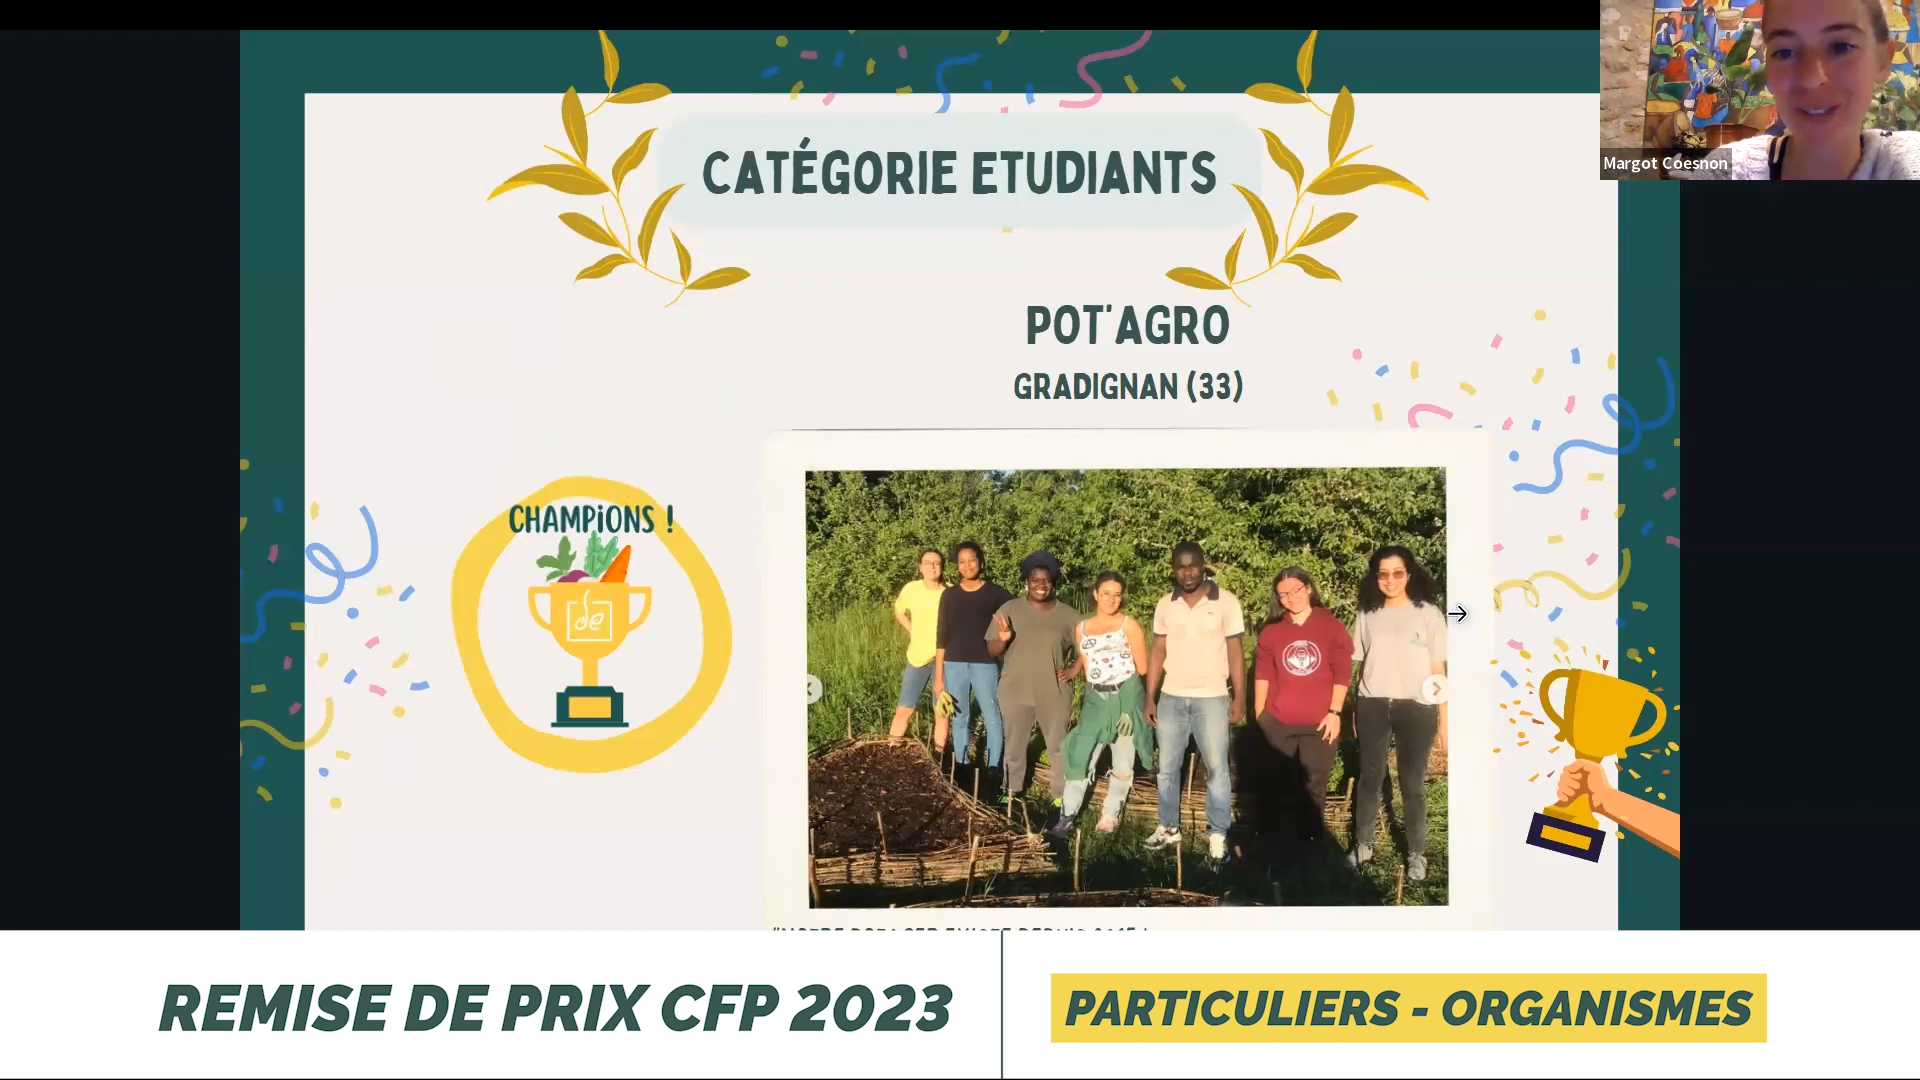 CATÉGORIE ETUDIANTS
Margot Coesnon
POT'AGRO
GRADIGNAN (33)
CHAMPIONS !
REMISE DE PRIX CFP 2023
PARTICULIERS - ORGANISMES